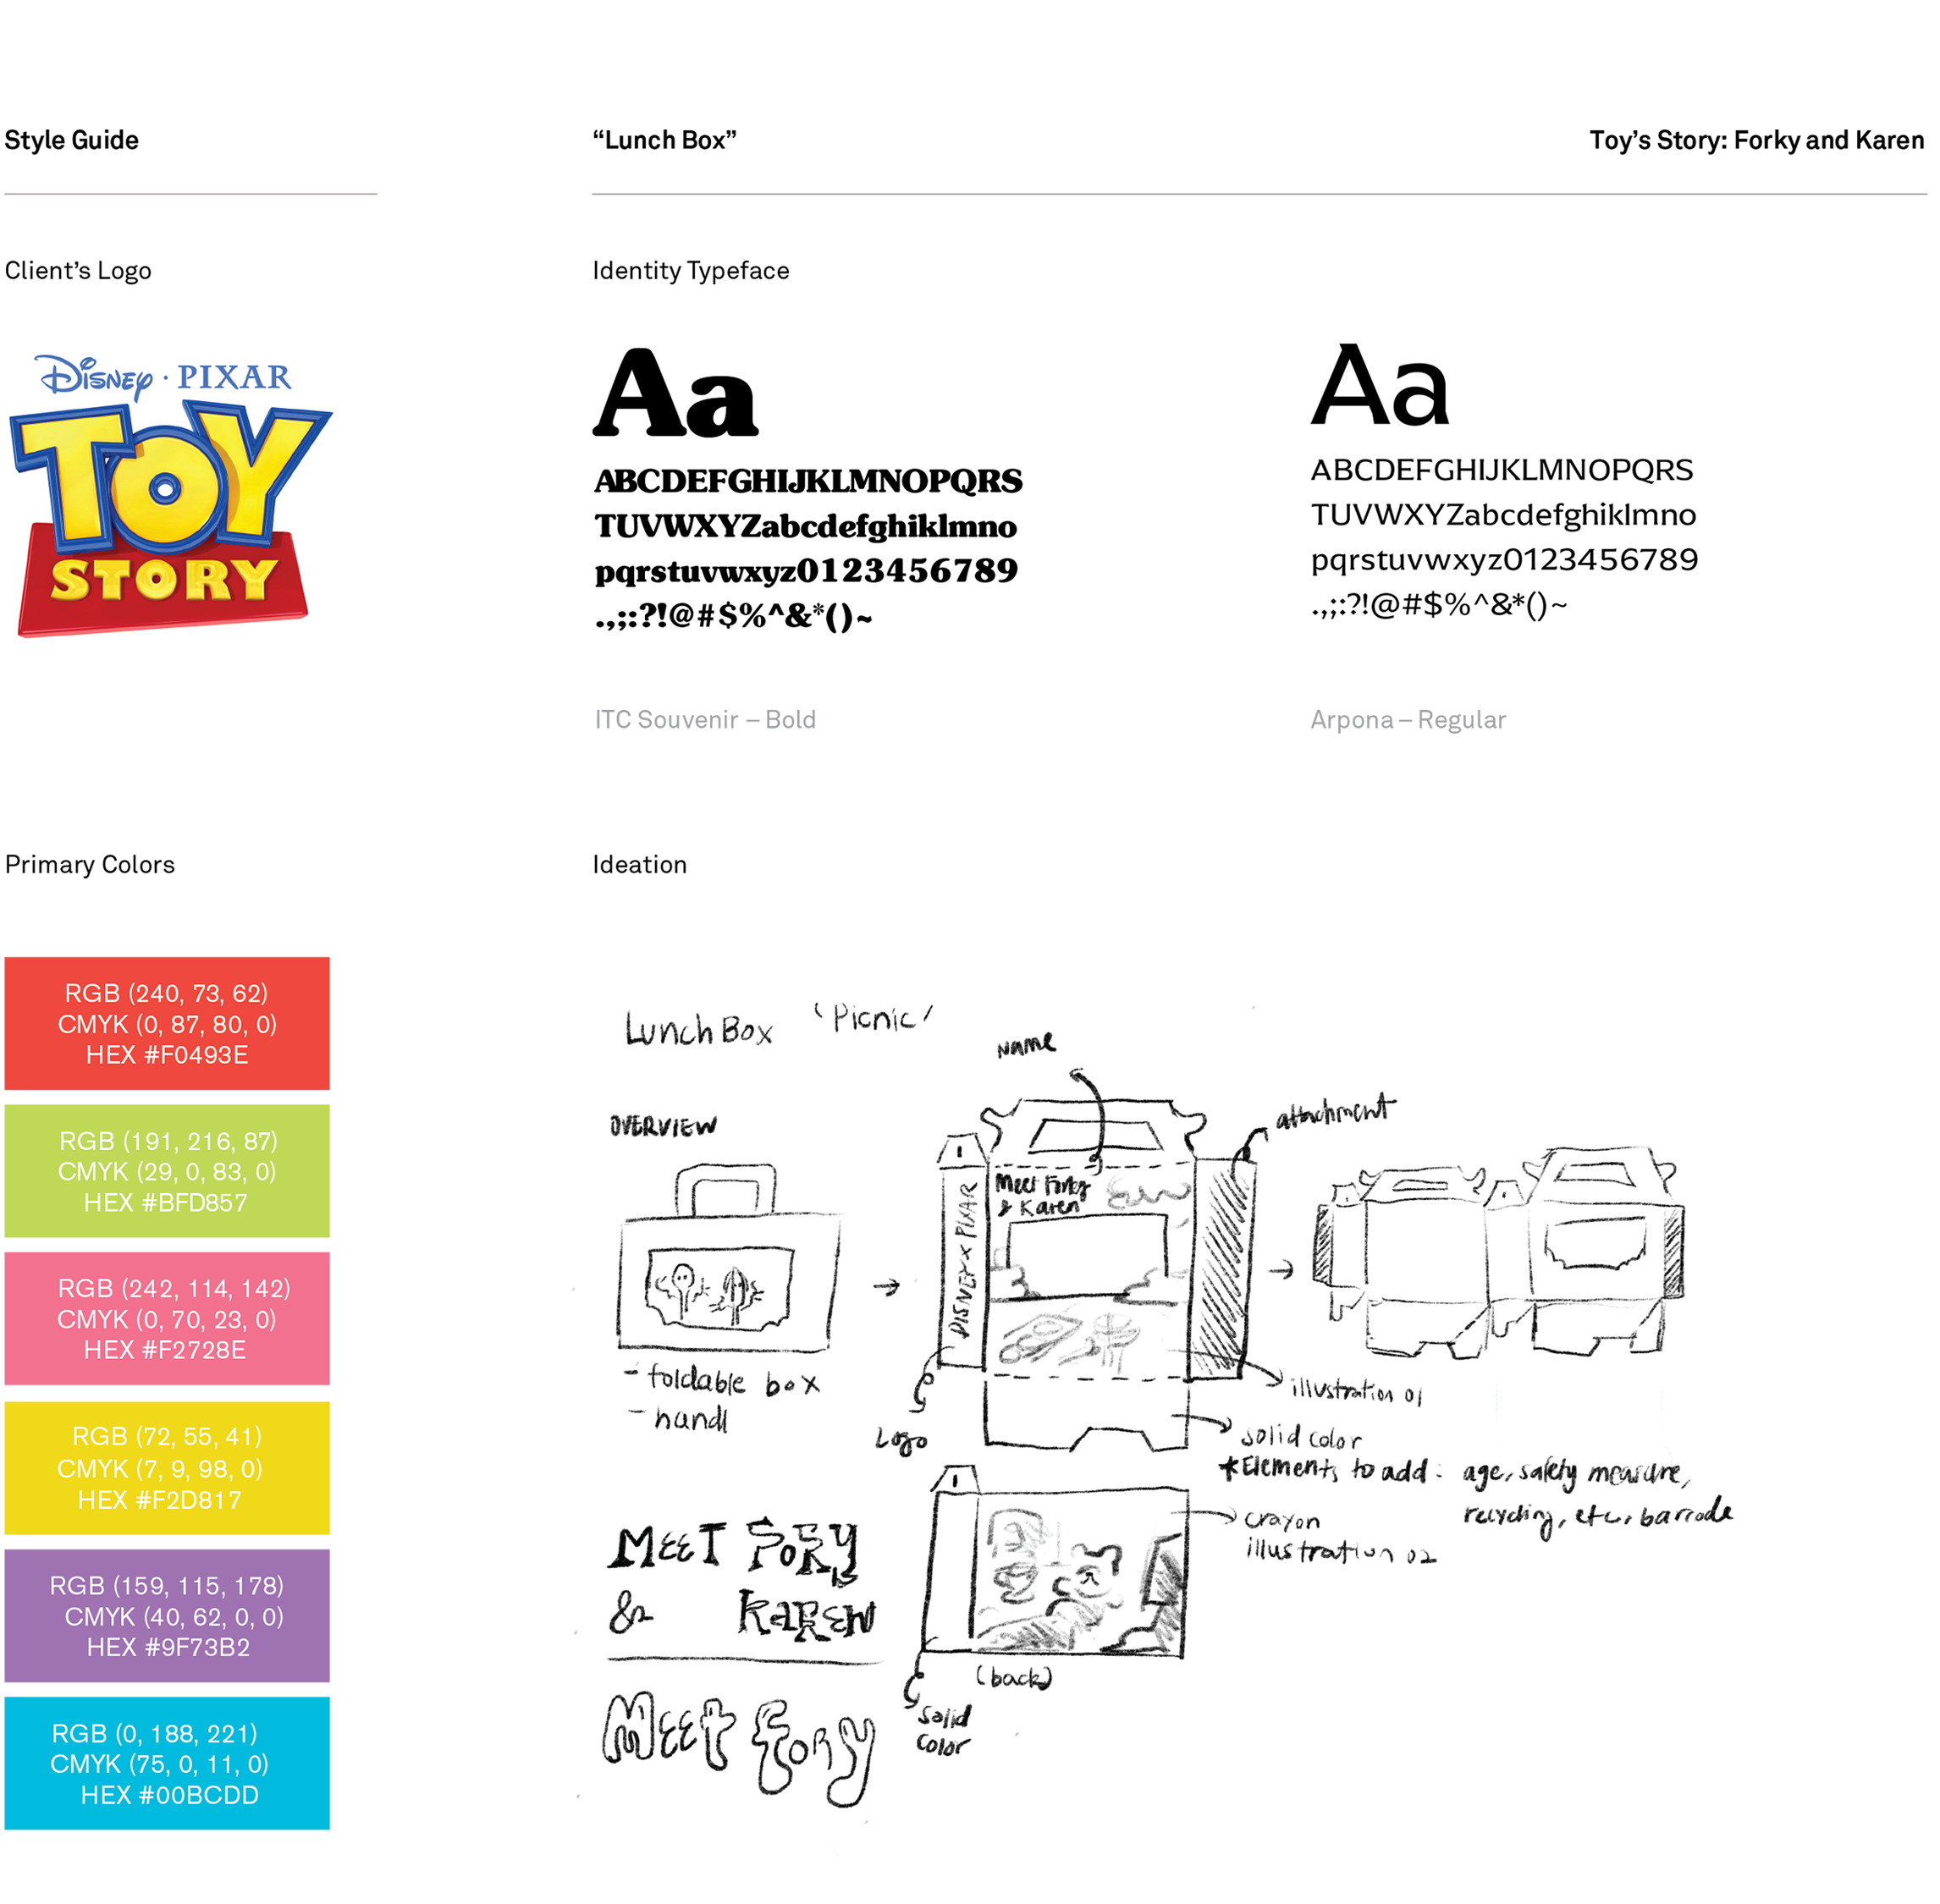 Style Guide
“Lunch Box”
Toy’s Story: Forky and Karen
Client’s Logo
Identity Typeface
DISNEY · PIXAR
TOY
STORY
Aa
ABCDEFGHIJKLMNOPQRS
TUVWXYZabcdefghiklmno
pqrstuvwxyz0123456789
.,;:?!@#$%^&*()~
ITC Souvenir – Bold
Aa
ABCDEFGHIJKLMNOPQRS
TUVWXYZabcdefghiklmno
pqrstuvwxyz0123456789
.,;:?!@#$%^&*()~
Arpona – Regular
Primary Colors
RGB (240, 73, 62)
CMYK (0, 87, 80, 0)
HEX #F0493E
RGB (191, 216, 87)
CMYK (29, 0, 83, 0)
HEX #BFD857
RGB (242, 114, 142)
CMYK (0, 70, 23, 0)
HEX #F2728E
RGB (72, 55, 41)
CMYK (7, 9, 98, 0)
HEX #F2D817
RGB (159, 115, 178)
CMYK (40, 62, 0, 0)
HEX #9F73B2
RGB (0, 188, 221)
CMYK (75, 0, 11, 0)
HEX #00BCDD
Ideation
Lunch Box ‘Picnic’
Name
OVERVIEW
attachment
Meet Forky
& Karen
DISNEY x PIXAR
- foldable box
- handl
Logo
illustration 01
solid color
*Elements to add : age, safety measure,
recycling, etc, barcode
crayon
illustration 02
MEET FORY
& KAREN
(back)
Solid
color
Meet Fory